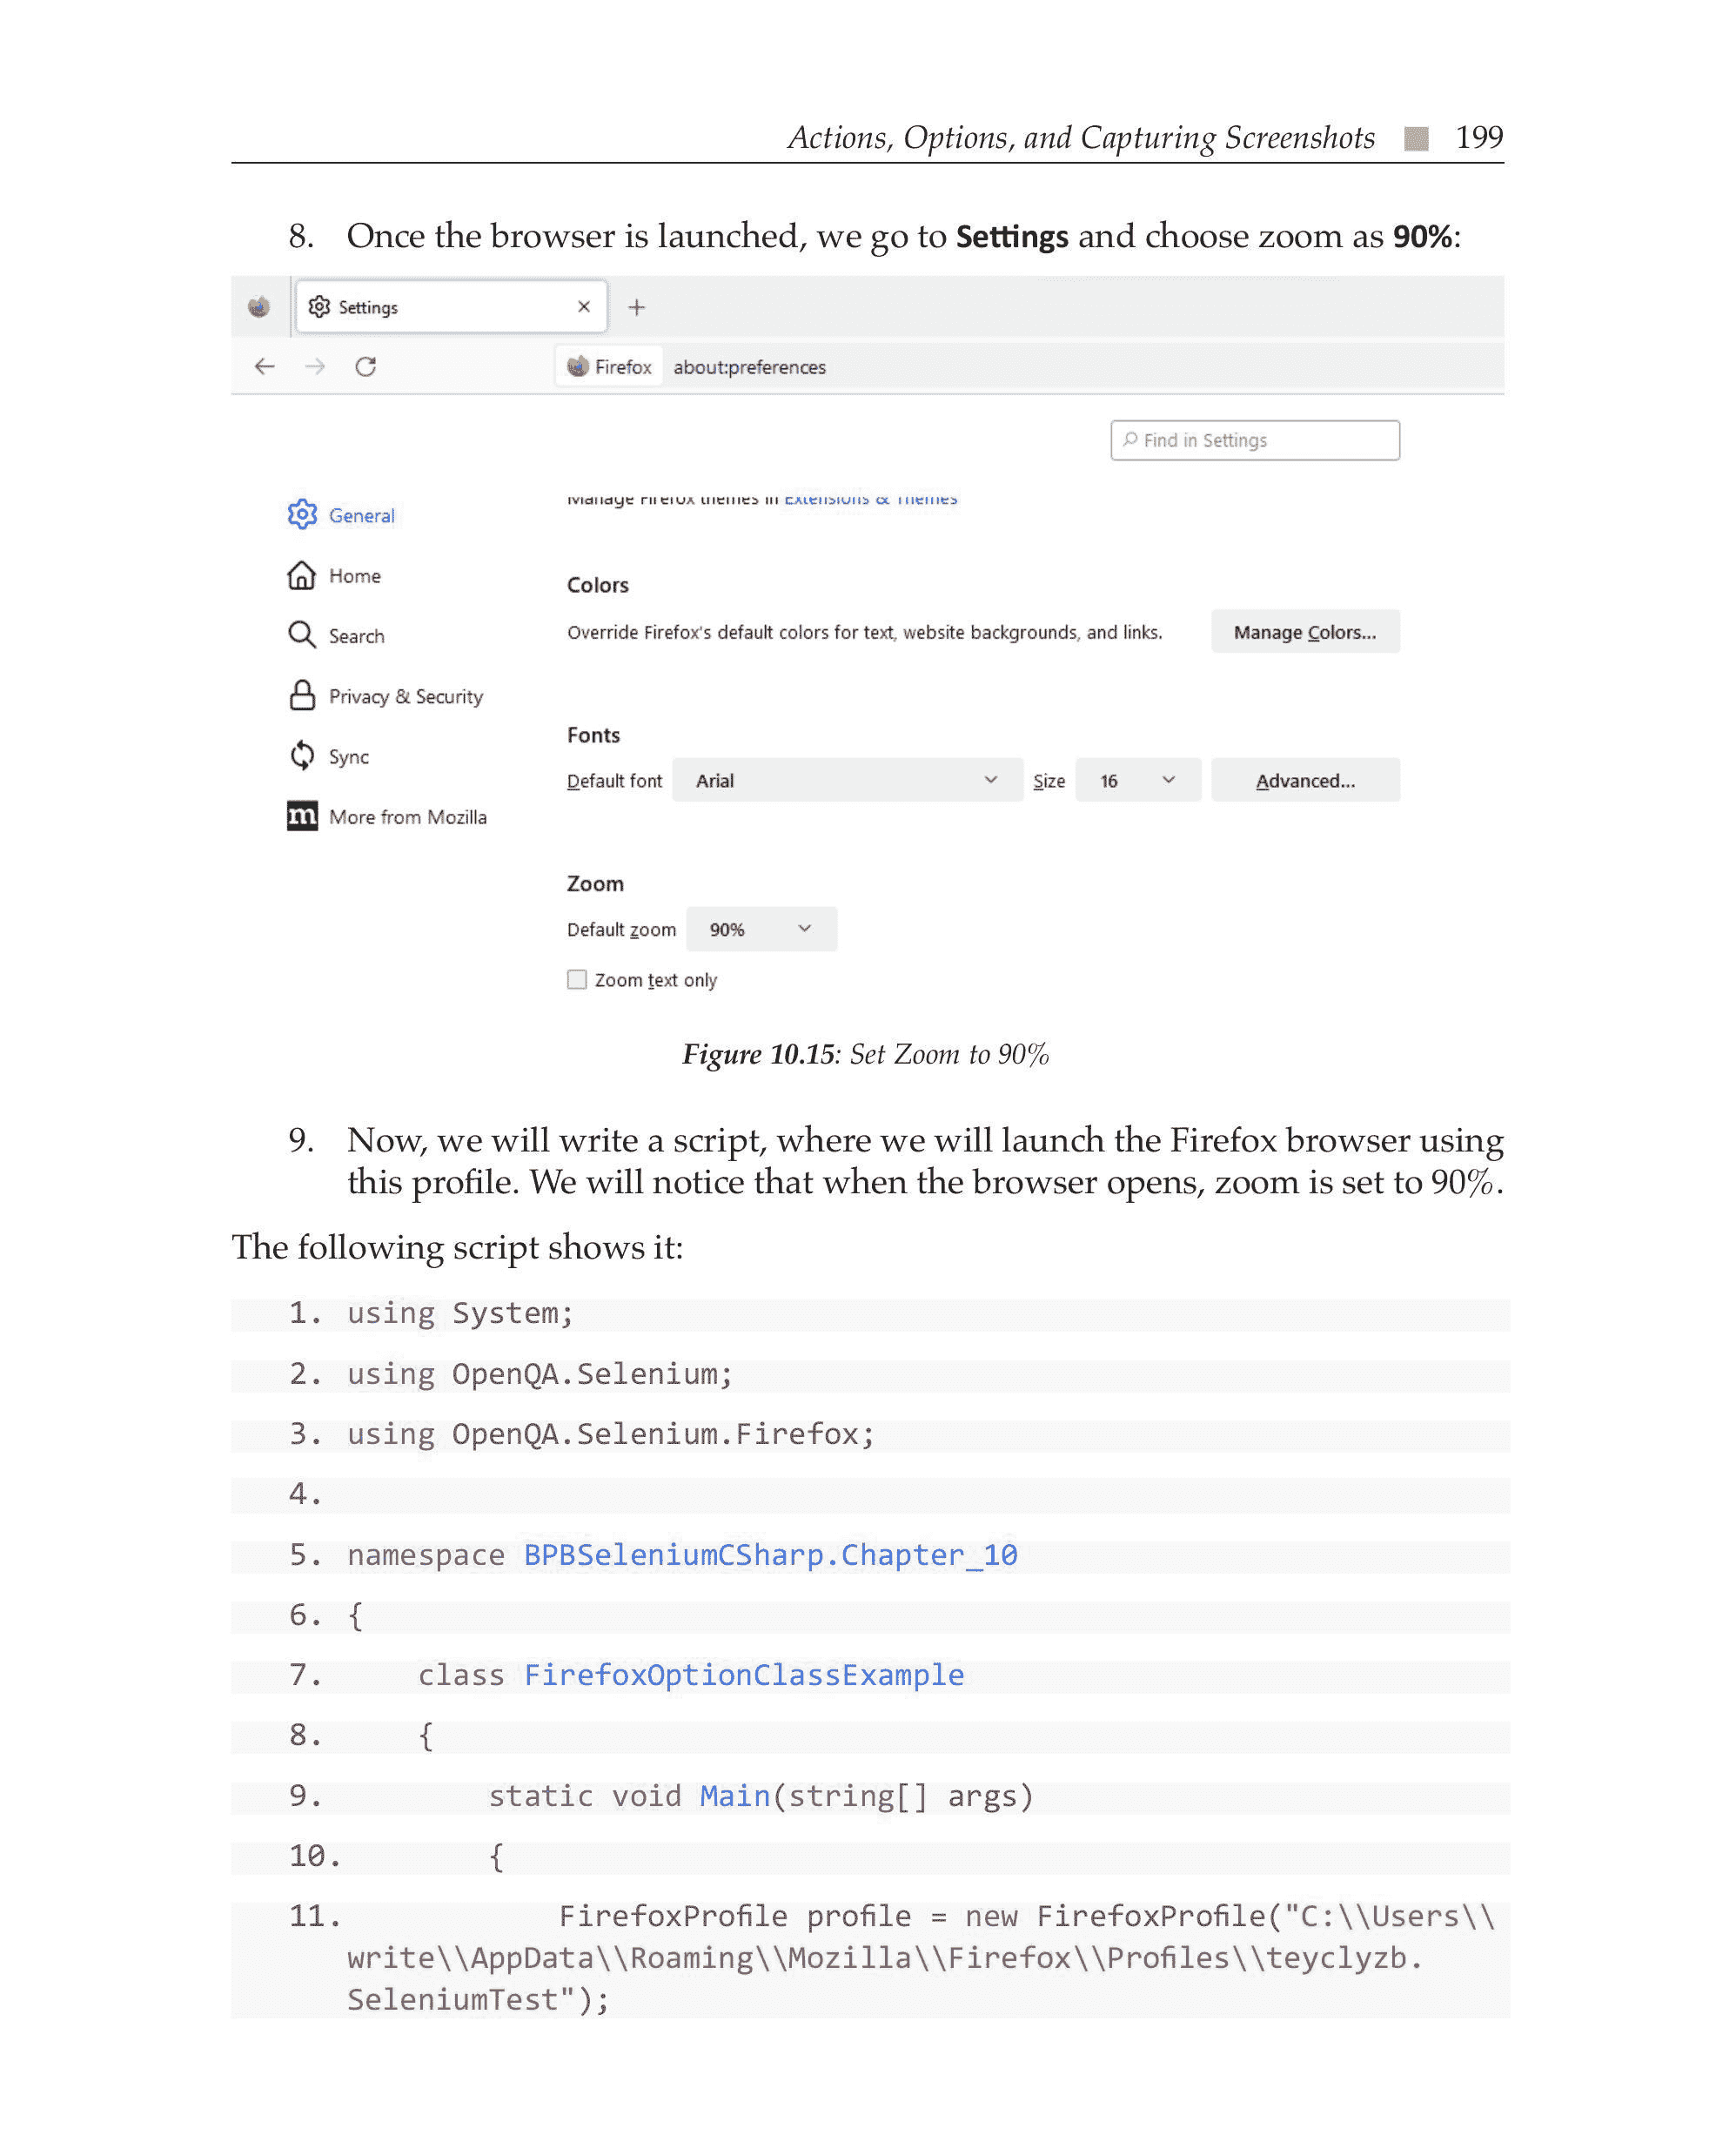 Actions, Options, and Capturing Screenshots 199
8. Once the browser is launched, we go to Settings and choose zoom as 90%:
Settings
Firefox about:preferences
Find in Settings
Manage Firefox themes in Extensions & Themes
General
Home
Search
Privacy & Security
Sync
More from Mozilla
Colors
Override Firefox's default colors for text, website backgrounds, and links. Manage Colors...
Fonts
Default font Arial Size 16 Advanced...
Zoom
Default zoom 90%
Zoom text only
Figure 10.15: Set Zoom to 90%
9. Now, we will write a script, where we will launch the Firefox browser using
this profile. We will notice that when the browser opens, zoom is set to 90%.
The following script shows it:
1. using System;
2. using OpenQA.Selenium;
3. using OpenQA.Selenium.Firefox;
4.
5. namespace BPBSeleniumCSharp.Chapter_10
6. {
7. class FirefoxOptionClassExample
8. {
9. static void Main(string[] args)
10. {
11. FirefoxProfile profile = new FirefoxProfile("C:\\Users\\
write\\AppData\\Roaming\\Mozilla\\Firefox\\Profiles\\teyclyzb.
SeleniumTest");